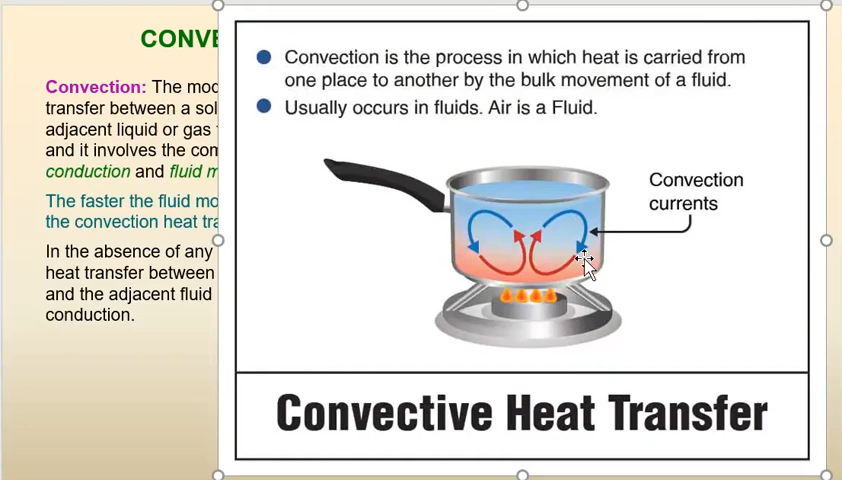 CONVE
Convection: The mod
transfer between a sol
adjacent liquid or gas
and it involves the com
conduction and fluid m
The faster the fluid mo
the convection heat tra
In the absence of any
heat transfer between
and the adjacent fluid
conduction.
Convection is the process in which heat is carried from
one place to another by the bulk movement of a fluid.
Usually occurs in fluids. Air is a Fluid.
Convection
currents
Convective Heat Transfer